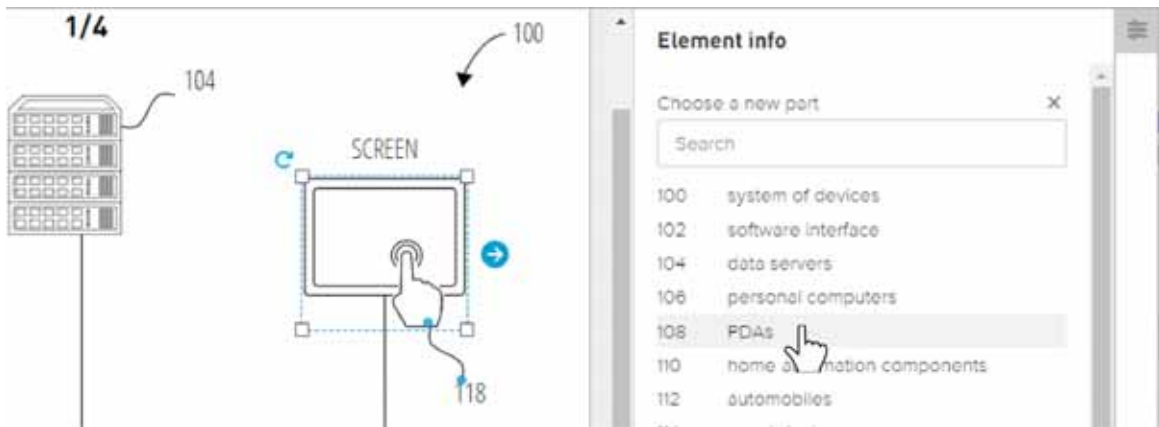 1/4
104
100
SCREEN
118
Element info
Choose a new part
Search
100 system of devices
102 software interface
104 data servers
106 personal computers
108 PDAs
110 home automation components
112 automobiles